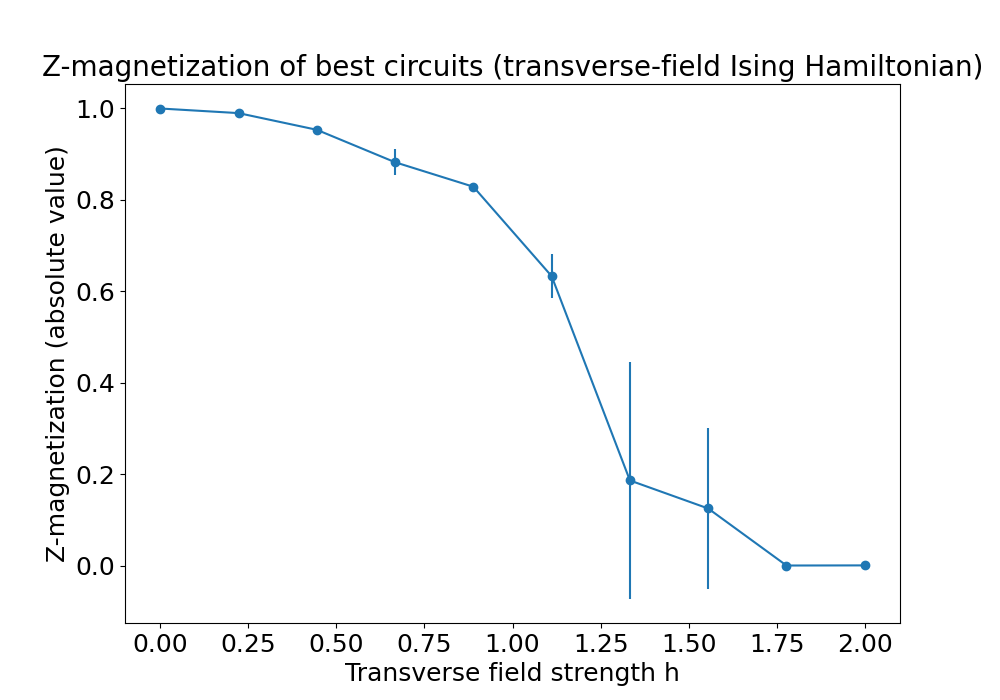 Z-magnetization of best circuits (transverse-field Ising Hamiltonian)
Z-magnetization (absolute value)
1.0
0.8
0.6
0.4
0.2
0.0
0.00 0.25 0.50 0.75 1.00 1.25 1.50 1.75 2.00
Transverse field strength h